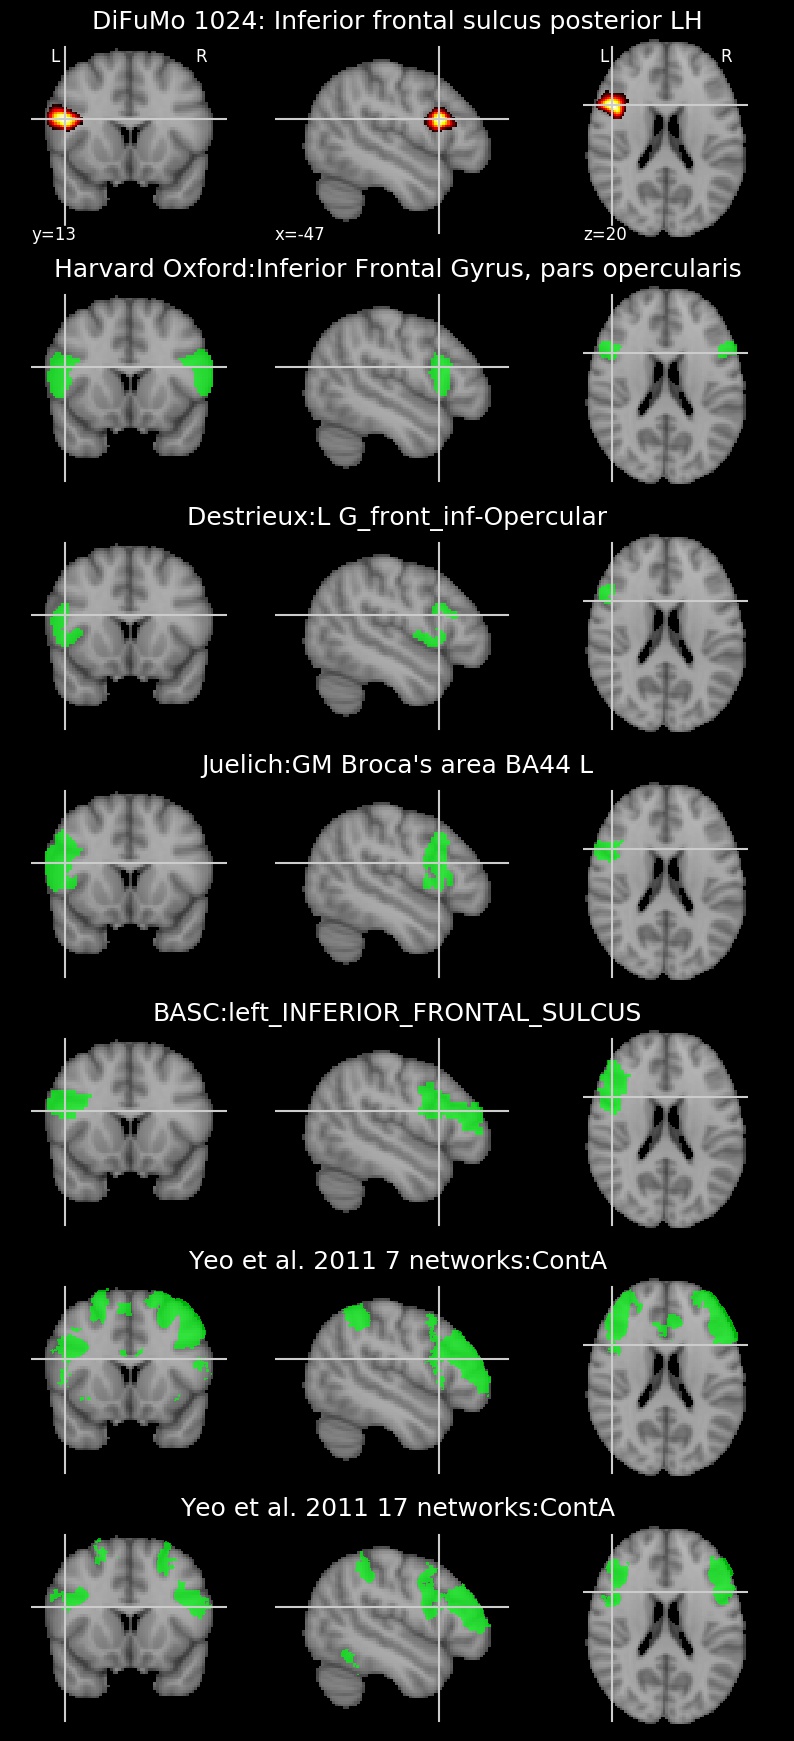 DiFuMo 1024: Inferior frontal sulcus posterior LH
L R L R
y=13 x=-47 z=20
Harvard Oxford:Inferior Frontal Gyrus, pars opercularis
Destrieux:L G_front_inf-Opercular
Juelich:GM Broca's area BA44 L
BASC:left_INFERIOR_FRONTAL_SULCUS
Yeo et al. 2011 7 networks:ContA
Yeo et al. 2011 17 networks:ContA